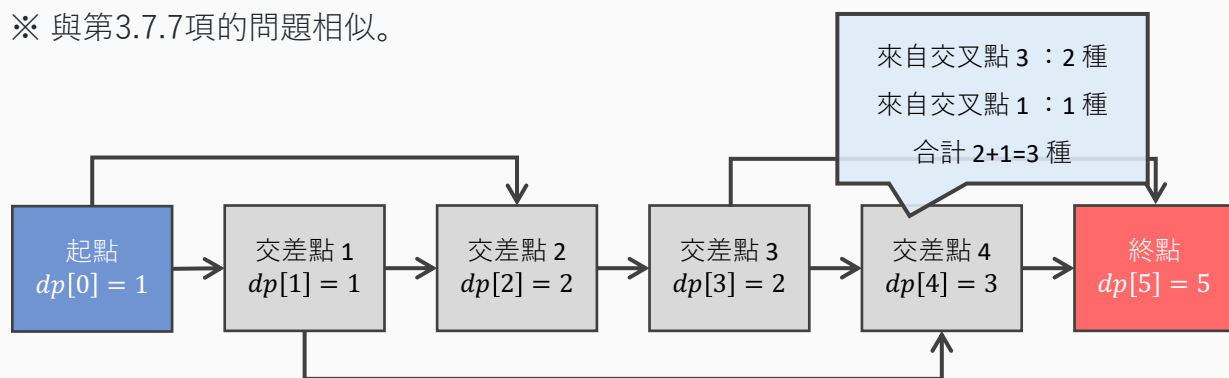 ※ 與第3.7.7項的問題相似。
來自交叉點 3 ：2 種
來自交叉點 1 ：1 種
合計 2+1=3 種
起點
dp[0] = 1
交差點 1
dp[1] = 1
交差點 2
dp[2] = 2
交差點 3
dp[3] = 2
交差點 4
dp[4] = 3
終點
dp[5] = 5